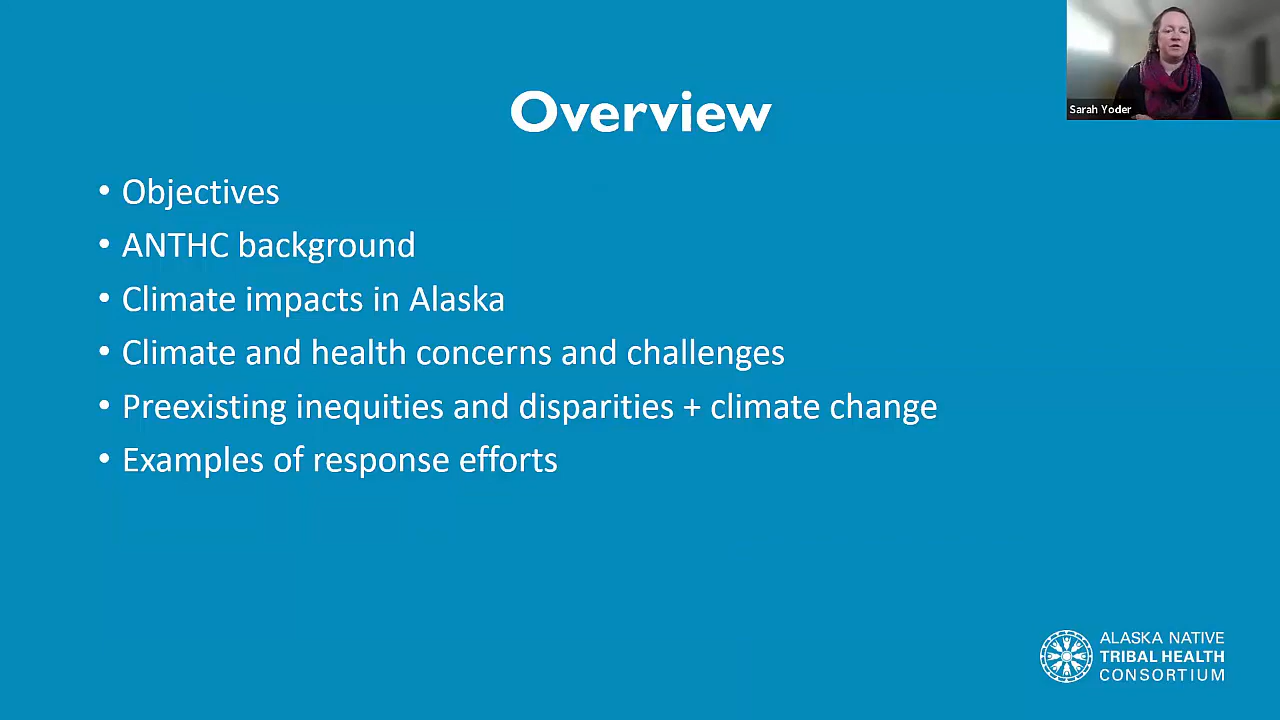 Overview
Sarah Yoder
• Objectives
• ANTHC background
• Climate impacts in Alaska
• Climate and health concerns and challenges
• Preexisting inequities and disparities + climate change
• Examples of response efforts
ALASKA NATIVE
TRIBAL HEALTH
CONSORTIUM